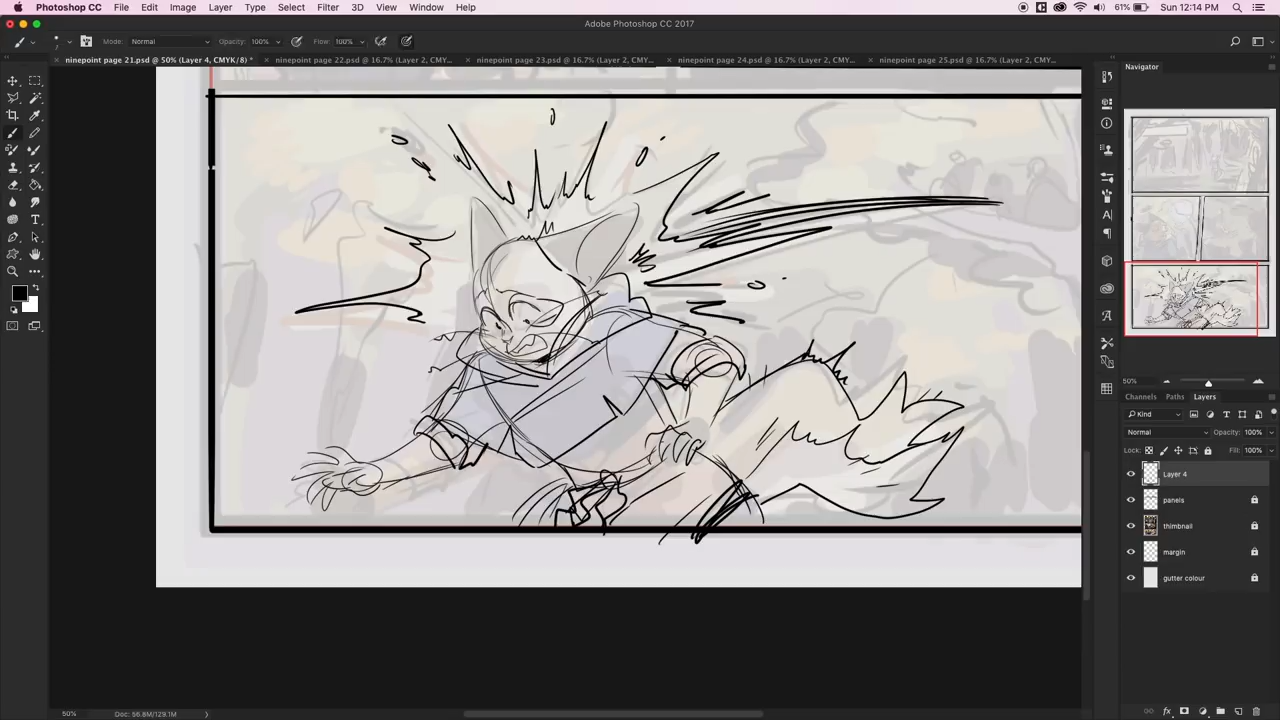 Photoshop CC File Edit Image Layer Type Select Filter 3D View Window Help 61% Sun 12:14 PM
Adobe Photoshop CC 2017
Mode: Normal Opacity: 100% Flow: 100%
ninepoint page 21.psd @ 50% (Layer 4, CMYK/8) * ninepoint page 22.psd @ 16.7% (Layer 2, CMY... ninepoint page 23.psd @ 16.7% (Layer 2, CMY... ninepoint page 24.psd @ 16.7% (Layer 2, CMY... ninepoint page 25.psd @ 16.7% (Layer 2, CMY...
Navigator
50%
Channels Paths Layers
Kind
Normal Opacity: 100%
Lock: Fill: 100%
Layer 4
panels
thimbnail
margin
gutter colour
50% Doc: 56.8M/129.1M